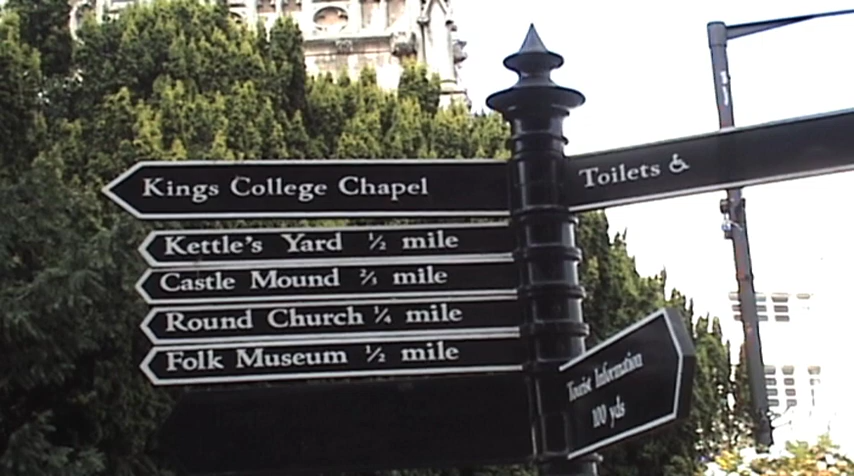 Kings College Chapel
Toilets
Kettle's Yard ½ mile
Castle Mound ⅔ mile
Round Church ¼ mile
Folk Museum ½ mile
Tourist Information
100 yds